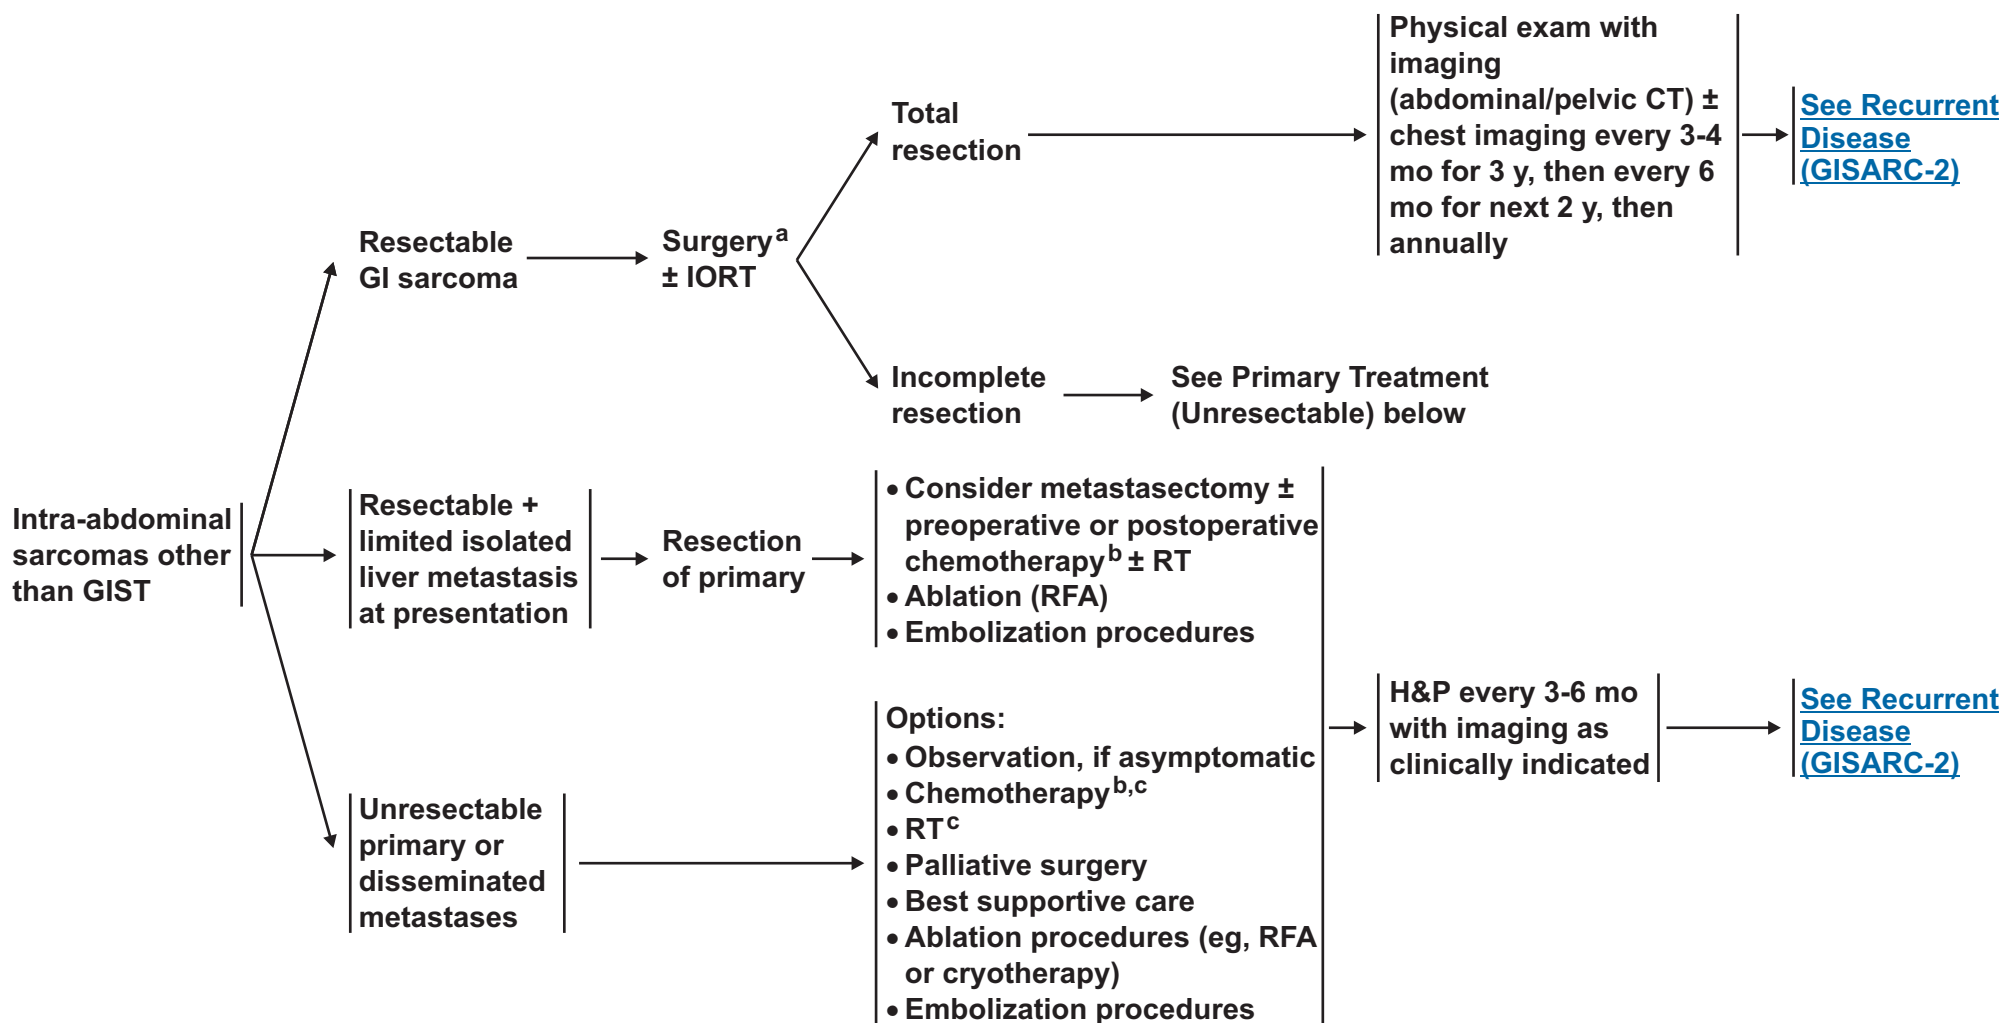 Intra-abdominal
sarcomas other
than GIST
Resectable
GI sarcoma
Surgery a
± IORT
Total
resection
Physical exam with
imaging
(abdominal/pelvic CT) ±
chest imaging every 3-4
mo for 3 y, then every 6
mo for next 2 y, then
annually
See Recurrent
Disease
(GISARC-2)
Incomplete
resection
See Primary Treatment
(Unresectable) below
Resectable +
limited isolated
liver metastasis
at presentation
Resection
of primary
• Consider metastasectomy ±
preoperative or postoperative
chemotherapy b ± RT
• Ablation (RFA)
• Embolization procedures
Unresectable
primary or
disseminated
metastases
Options:
• Observation, if asymptomatic
• Chemotherapy b,c
• RT c
• Palliative surgery
• Best supportive care
• Ablation procedures (eg, RFA
or cryotherapy)
• Embolization procedures
H&P every 3-6 mo
with imaging as
clinically indicated
See Recurrent
Disease
(GISARC-2)